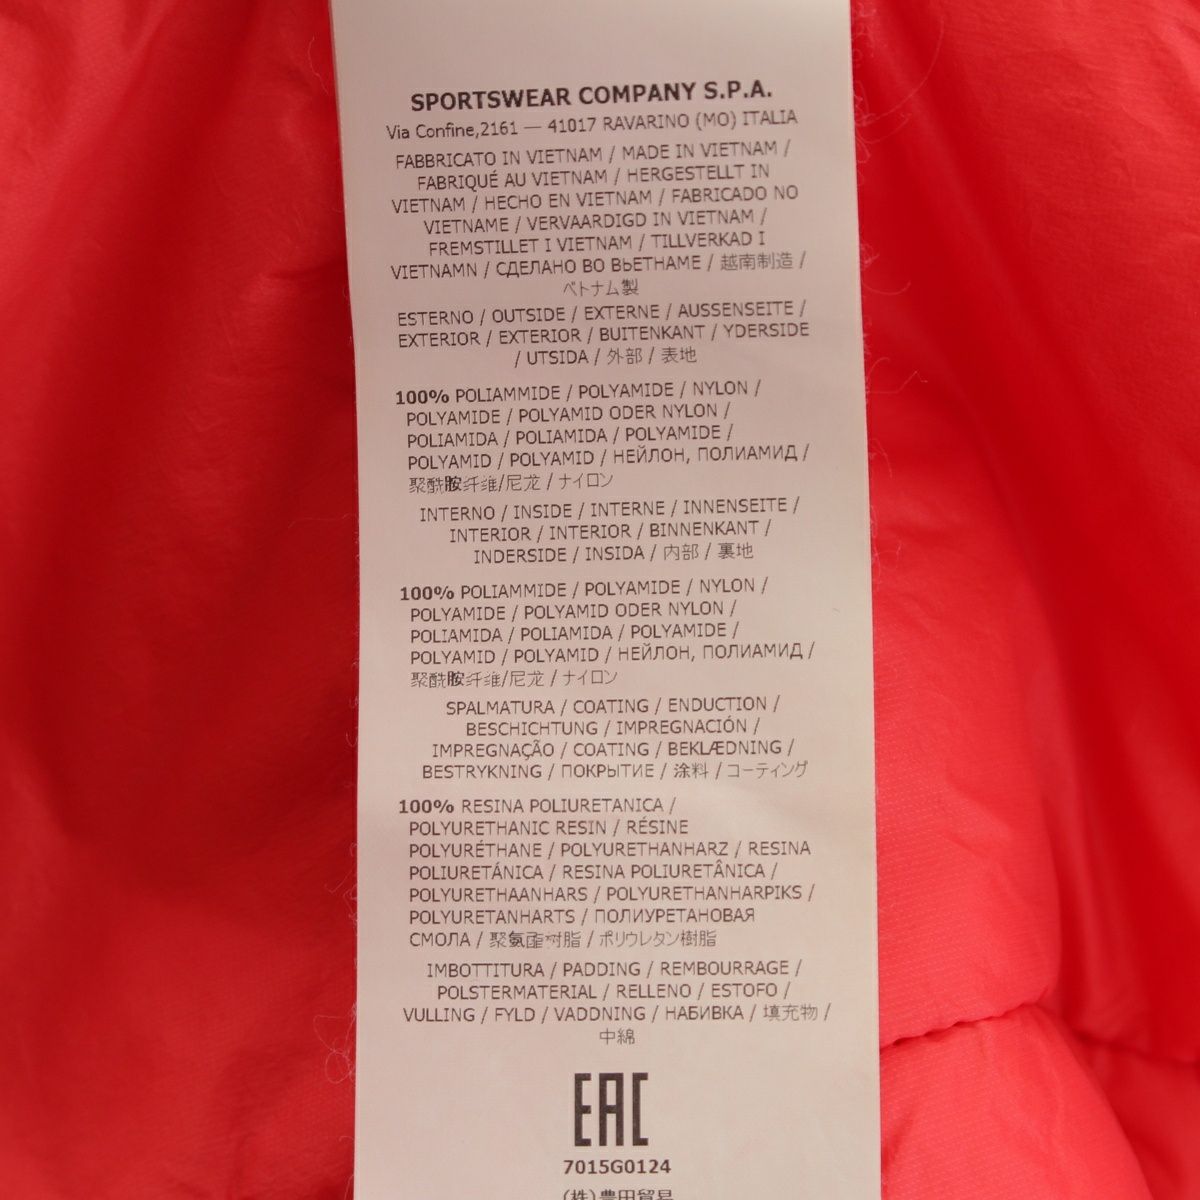 SPORTSWEAR COMPANY S.P.A.
Via Confine,2161 — 41017 RAVARINO (MO) ITALIA
FABBRICATO IN VIETNAM / MADE IN VIETNAM /
FABRIQUÉ AU VIETNAM / HERGESTELLT IN
VIETNAM / HECHO EN VIETNAM / FABRICADO NO
VIETNAME / VERVAARDIGD IN VIETNAM /
FREMSTILLET I VIETNAM / TILLVERKAD I
VIETNAMN / СДЕЛАНО ВО ВЬЕТНАМЕ / 越南制造 /
ベトナム製
ESTERNO / OUTSIDE / EXTERNE / AUSSENSEITE /
EXTERIOR / EXTERIOR / BUITENKANT / YDERSIDE
/ UTSIDA / 外部 / 表地
100% POLIAMMIDE / POLYAMIDE / NYLON /
POLYAMIDE / POLYAMID ODER NYLON /
POLIAMIDA / POLIAMIDA / POLYAMIDE /
POLYAMID / POLYAMID / НЕЙЛОН, ПОЛИАМИД /
聚酰胺纤维/尼龙 / ナイロン
INTERNO / INSIDE / INTERNE / INNENSEITE /
INTERIOR / INTERIOR / BINNENKANT /
INDERSIDE / INSIDA / 内部 / 裏地
100% POLIAMMIDE / POLYAMIDE / NYLON /
POLYAMIDE / POLYAMID ODER NYLON /
POLIAMIDA / POLIAMIDA / POLYAMIDE /
POLYAMID / POLYAMID / НЕЙЛОН, ПОЛИАМИД /
聚酰胺纤维/尼龙 / ナイロン
SPALMATURA / COATING / ENDUCTION /
BESCHICHTUNG / IMPREGNACIÓN /
IMPREGNAÇÃO / COATING / BEKLÆDNING /
BESTRYKNING / ПОКРЫТИЕ / 涂料 / コーティング
100% RESINA POLIURETANICA /
POLYURETHANIC RESIN / RÉSINE
POLYURÉTHANE / POLYURETHANHARZ / RESINA
POLIURETÁNICA / RESINA POLIURETÂNICA /
POLYURETHAANHARS / POLYURETHANHARPIKS /
POLYURETANHARTS / ПОЛИУРЕТАНОВАЯ
СМОЛА / 聚氨酯树脂 / ポリウレタン樹脂
IMBOTTITURA / PADDING / REMBOURRAGE /
POLSTERMATERIAL / RELLENO / ESTOFO /
VULLING / FYLD / VADDNING / НАБИВКА / 填充物 /
中綿
EAC
7015G0124
(株)豊田貿易